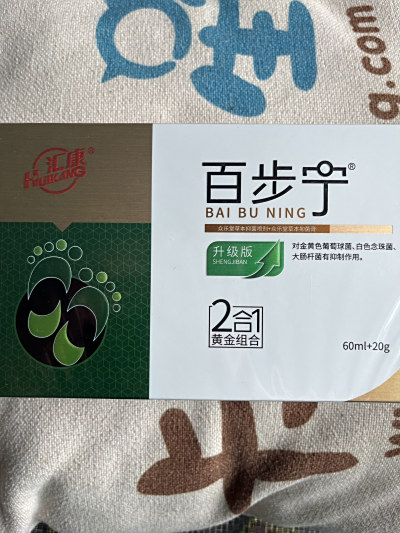 g.com
汇康
HUIKANG
百步宁®
BAI BU NING
升级版
SHENGJIBAN
对金黄色葡萄球菌、白色念珠菌、
大肠杆菌有抑制作用。
2合1
黄金组合
60ml+20g